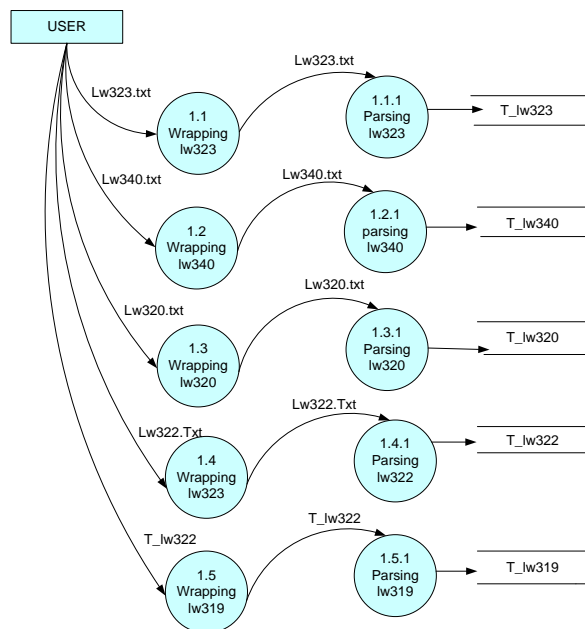 USER
Lw323.txt
Lw323.txt
1.1
Wrapping
lw323
1.1.1
Parsing
lw323
T_lw323
Lw340.txt
Lw340.txt
1.2
Wrapping
lw340
1.2.1
parsing
lw340
T_lw340
Lw320.txt
Lw320.txt
1.3
Wrapping
lw320
1.3.1
Parsing
lw320
T_lw320
Lw322.Txt
Lw322.Txt
1.4
Wrapping
lw323
1.4.1
Parsing
lw322
T_lw322
T_lw322
T_lw322
1.5
Wrapping
lw319
1.5.1
Parsing
lw319
T_lw319